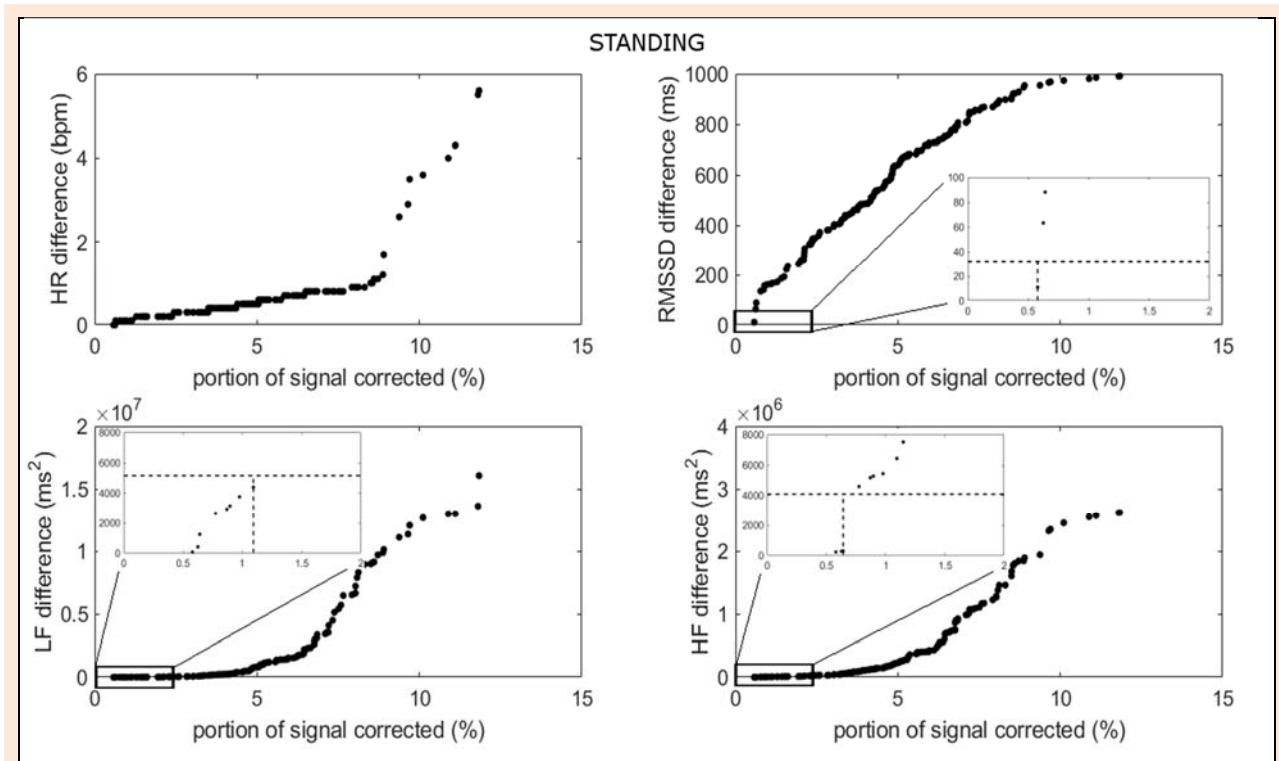 STANDING
HR difference (bpm)
6
4
2
0
0 5 10 15
portion of signal corrected (%)
RMSSD difference (ms)
1000
800
600
400
200
0
100
80
60
40
20
0
0 0.5 1 1.5 2
0 5 10 15
portion of signal corrected (%)
×10⁷
LF difference (ms²)
2
1.5
1
0.5
0
8000
6000
4000
2000
0
0 0.5 1 1.5 2
0 5 10 15
portion of signal corrected (%)
×10⁶
HF difference (ms²)
4
3
2
1
0
8000
6000
4000
2000
0
0 0.5 1 1.5 2
0 5 10 15
portion of signal corrected (%)